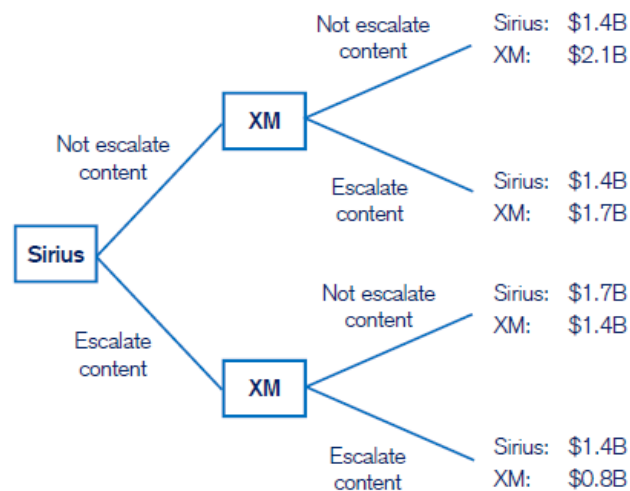 Not escalate
content
Sirius: $1.4B
XM: $2.1B
XM
Not escalate
content
Escalate
content
Sirius: $1.4B
XM: $1.7B
Sirius
Not escalate
content
Sirius: $1.7B
XM: $1.4B
Escalate
content
XM
Escalate
content
Sirius: $1.4B
XM: $0.8B